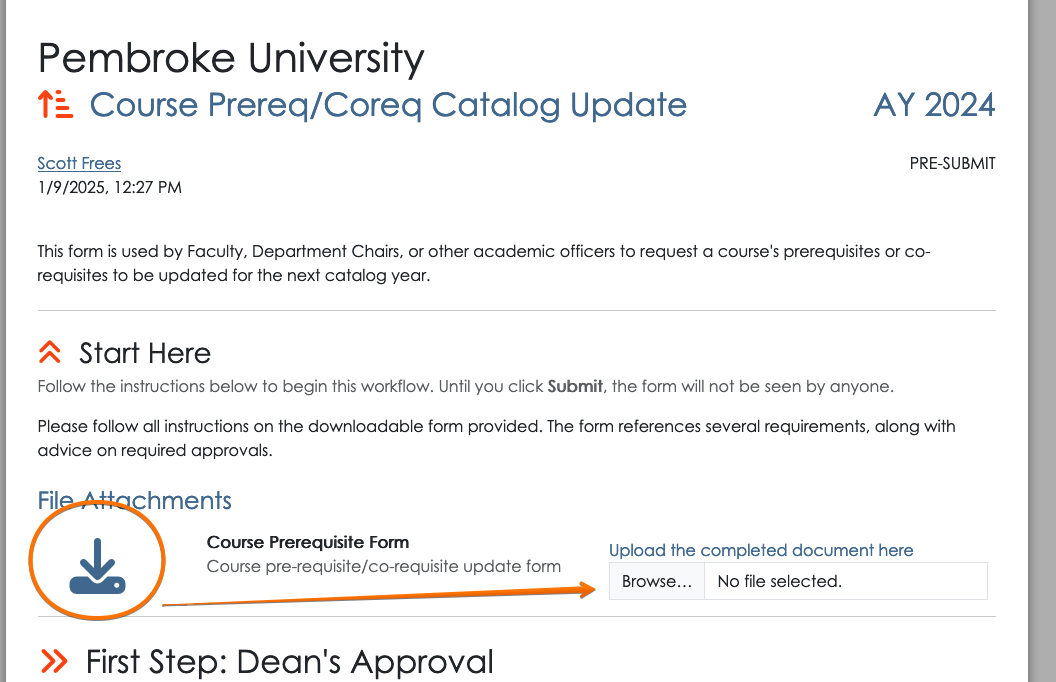 Pembroke University
Course Prereq/Coreq Catalog Update AY 2024
Scott Frees PRE-SUBMIT
1/9/2025, 12:27 PM
This form is used by Faculty, Department Chairs, or other academic officers to request a course's prerequisites or co-
requisites to be updated for the next catalog year.
Start Here
Follow the instructions below to begin this workflow. Until you click Submit, the form will not be seen by anyone.
Please follow all instructions on the downloadable form provided. The form references several requirements, along with
advice on required approvals.
File Attachments
Course Prerequisite Form
Course pre-requisite/co-requisite update form
Upload the completed document here
Browse... No file selected.
First Step: Dean's Approval